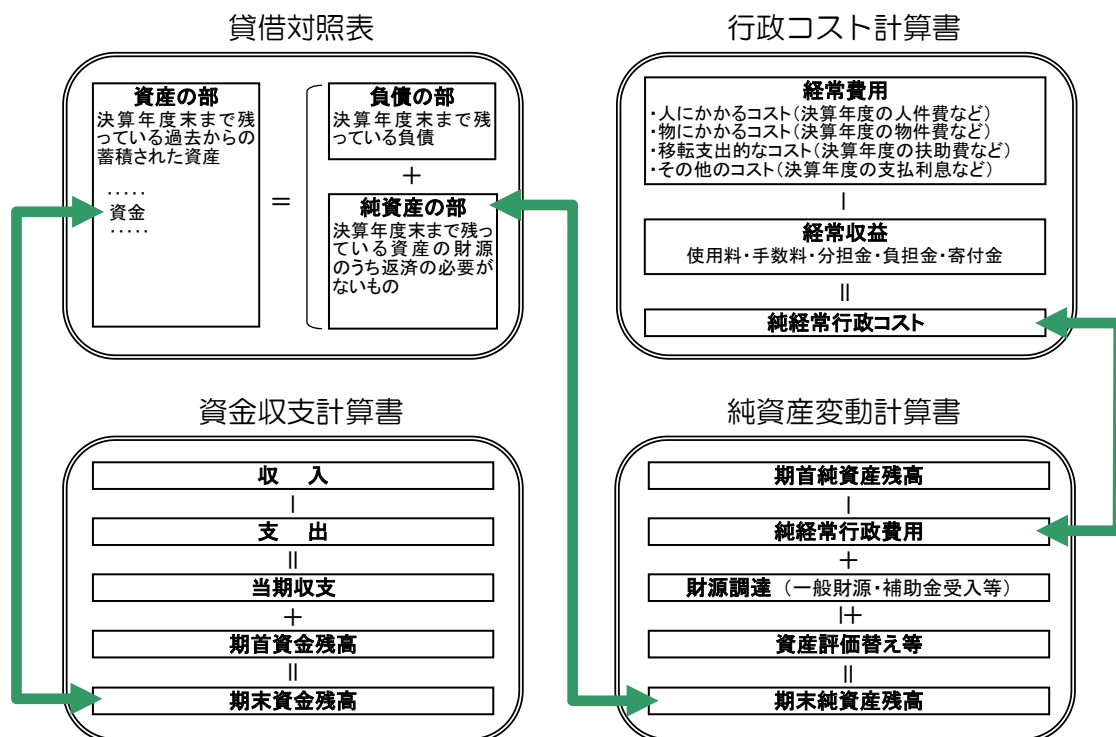 貸借対照表
資産の部
決算年度末まで残
っている過去からの
蓄積された資産
‥‥‥
資金
‥‥‥
＝
負債の部
決算年度末まで残
っている負債
＋
純資産の部
決算年度末まで残っ
ている資産の財源
のうち返済の必要が
ないもの
行政コスト計算書
経常費用
・人にかかるコスト（決算年度の人件費など）
・物にかかるコスト（決算年度の物件費など）
・移転支出的なコスト（決算年度の扶助費など）
・その他のコスト（決算年度の支払利息など）
｜
経常収益
使用料・手数料・分担金・負担金・寄付金
||
純経常行政コスト
資金収支計算書
収　入
｜
支　出
||
当期収支
＋
期首資金残高
||
期末資金残高
純資産変動計算書
期首純資産残高
｜
純経常行政費用
＋
財源調達（一般財源・補助金受入等）
|＋
資産評価替え等
||
期末純資産残高